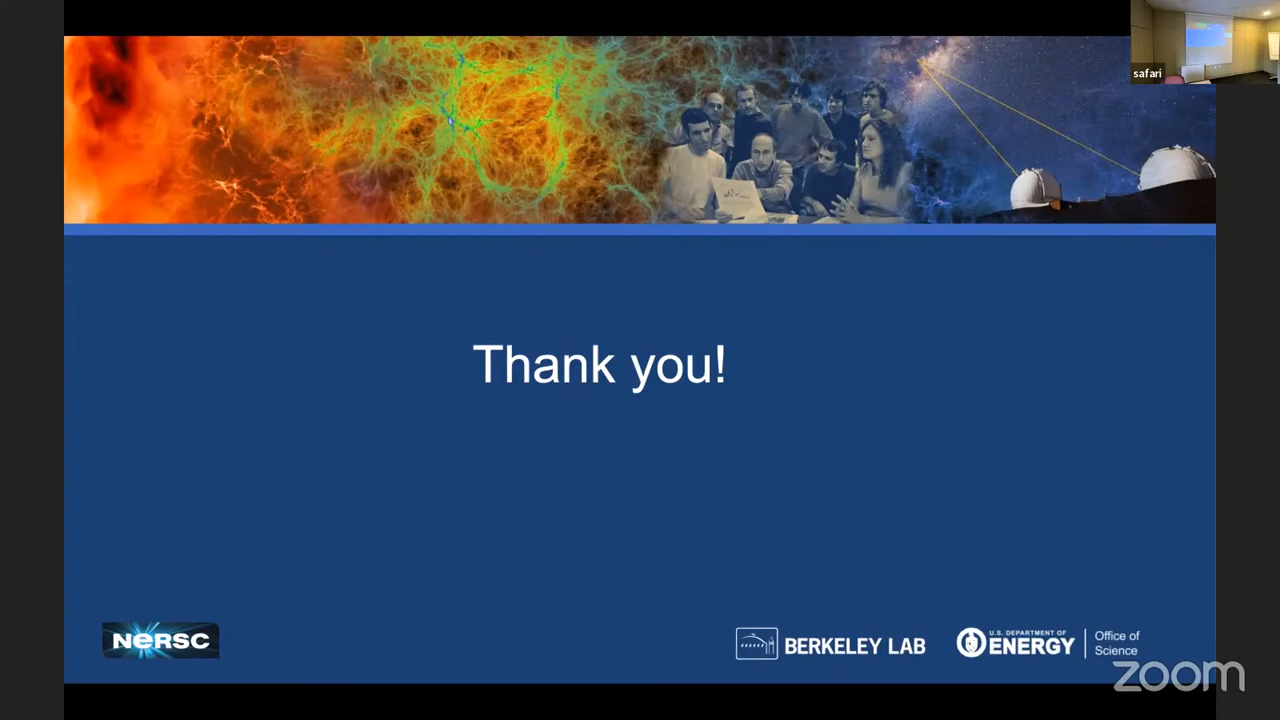 safari
Thank you!
NERSC
BERKELEY LAB
U.S. DEPARTMENT OF
ENERGY
Office of
Science
zoom